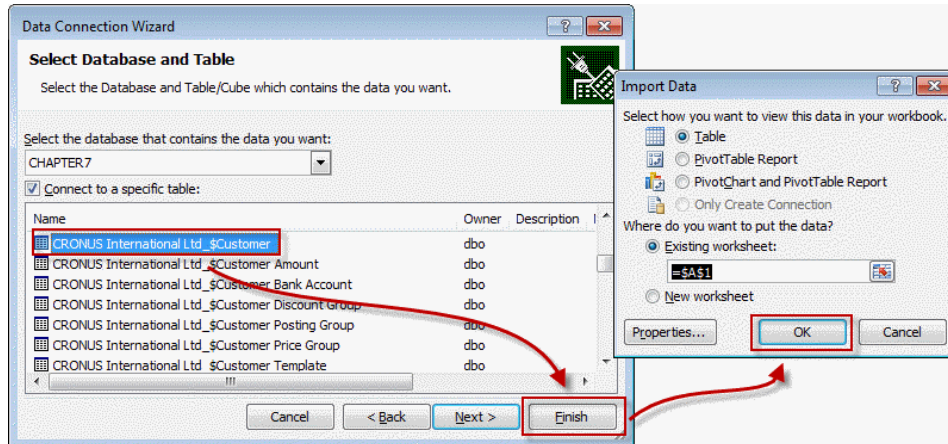 Data Connection Wizard
Select Database and Table
Select the Database and Table/Cube which contains the data you want.
Select the database that contains the data you want:
CHAPTER7
Connect to a specific table:
Name Owner Description
CRONUS International Ltd_$Customer dbo
CRONUS International Ltd_$Customer Amount dbo
CRONUS International Ltd_$Customer Bank Account dbo
CRONUS International Ltd_$Customer Discount Group dbo
CRONUS International Ltd_$Customer Posting Group dbo
CRONUS International Ltd_$Customer Price Group dbo
CRONUS International Ltd_$Customer Template dbo
Cancel < Back Next > Finish
Import Data
Select how you want to view this data in your workbook.
Table
PivotTable Report
PivotChart and PivotTable Report
Only Create Connection
Where do you want to put the data?
Existing worksheet:
=$A$1
New worksheet
Properties... OK Cancel